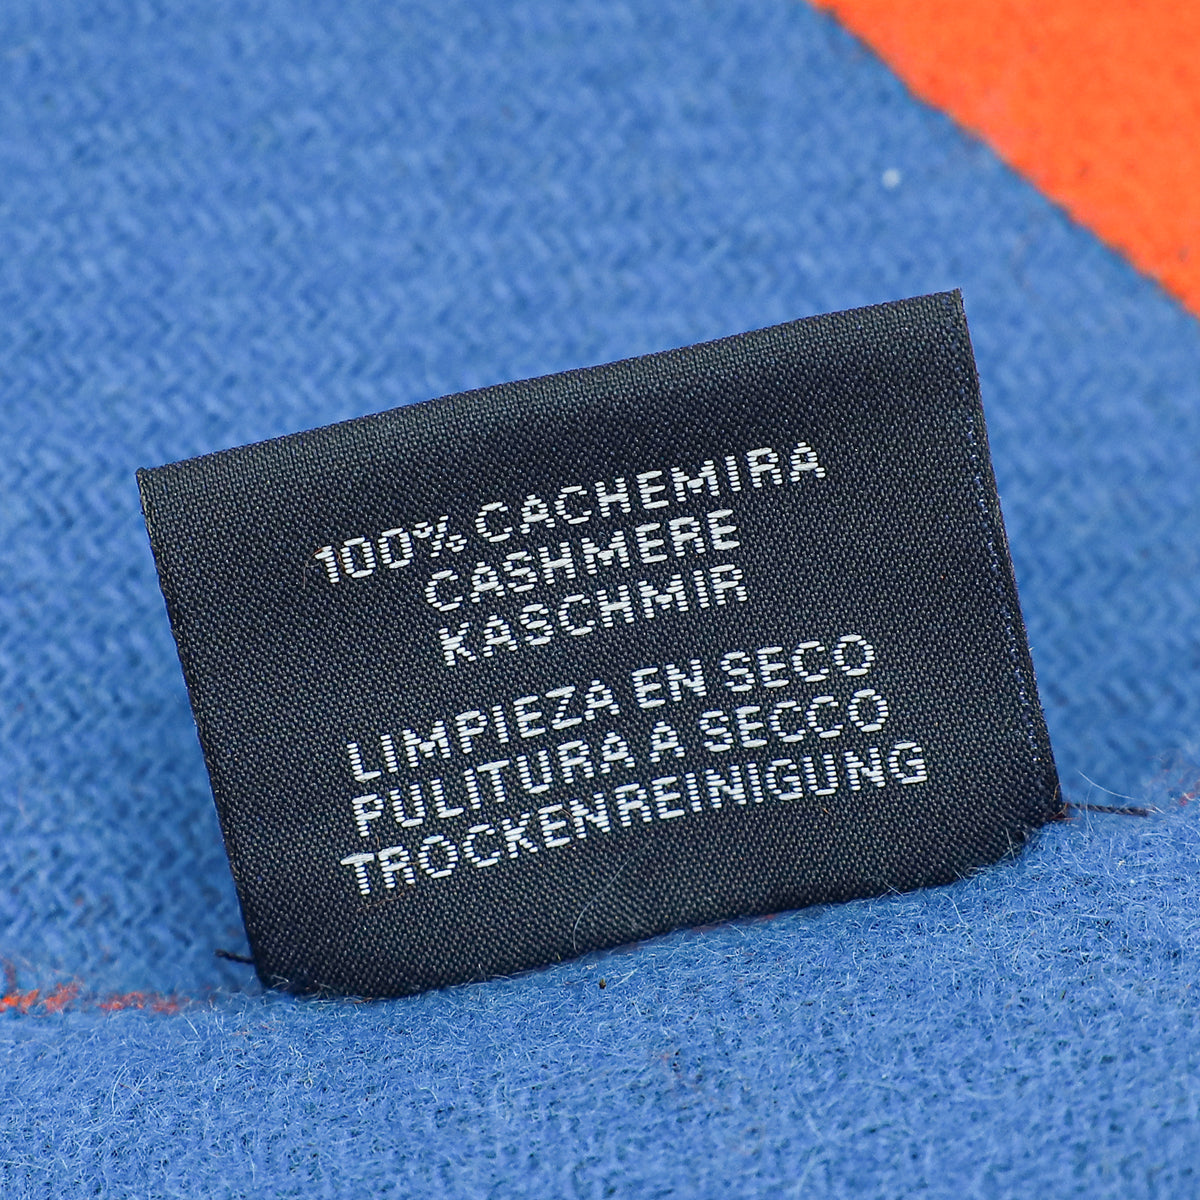 100% CACHEMIRA
CASHMERE
KASCHMIR
LIMPIEZA EN SECO
PULITURA A SECCO
TROCKENREINIGUNG